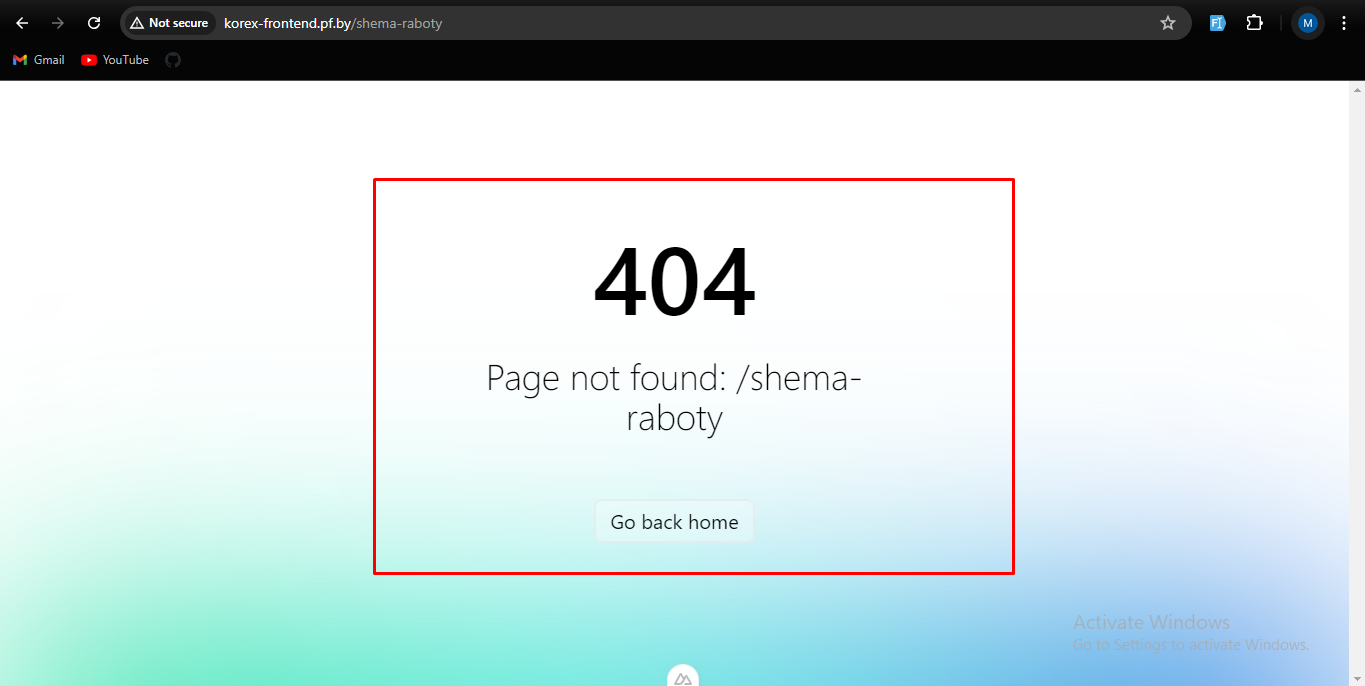 Not secure
korex-frontend.pf.by/shema-raboty
M
Gmail
YouTube
404
Page not found: /shema-
raboty
Go back home
Activate Windows
Go to Settings to activate Windows.